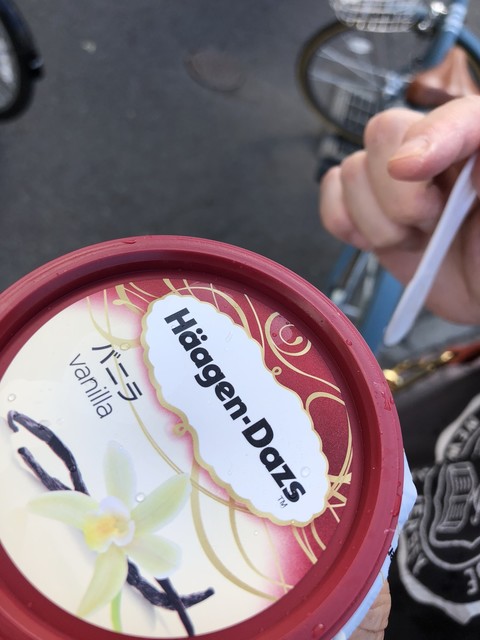 Häagen-Dazs
TM
バニラ
vanilla